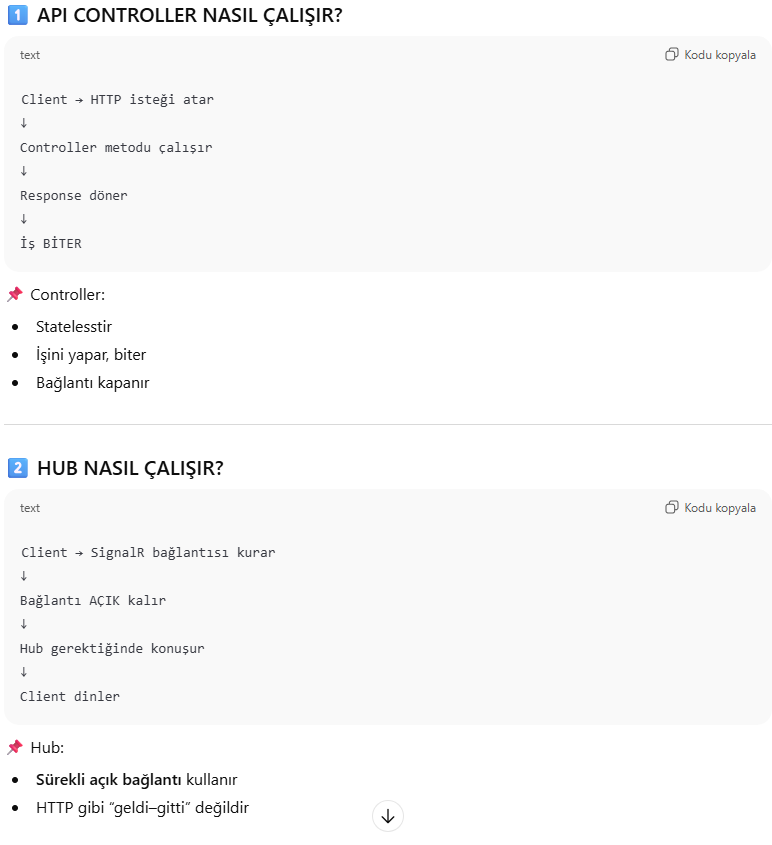 1 API CONTROLLER NASIL ÇALIŞIR?
text
Kodu kopyala
Client → HTTP isteği atar
↓
Controller metodu çalışır
↓
Response döner
↓
İş BİTER
📌 Controller:
• Statelesstir
• İşini yapar, biter
• Bağlantı kapanır
2 HUB NASIL ÇALIŞIR?
text
Kodu kopyala
Client → SignalR bağlantısı kurar
↓
Bağlantı AÇIK kalır
↓
Hub gerektiğinde konuşur
↓
Client dinler
📌 Hub:
• Sürekli açık bağlantı kullanır
• HTTP gibi “geldi–gitti” değildir